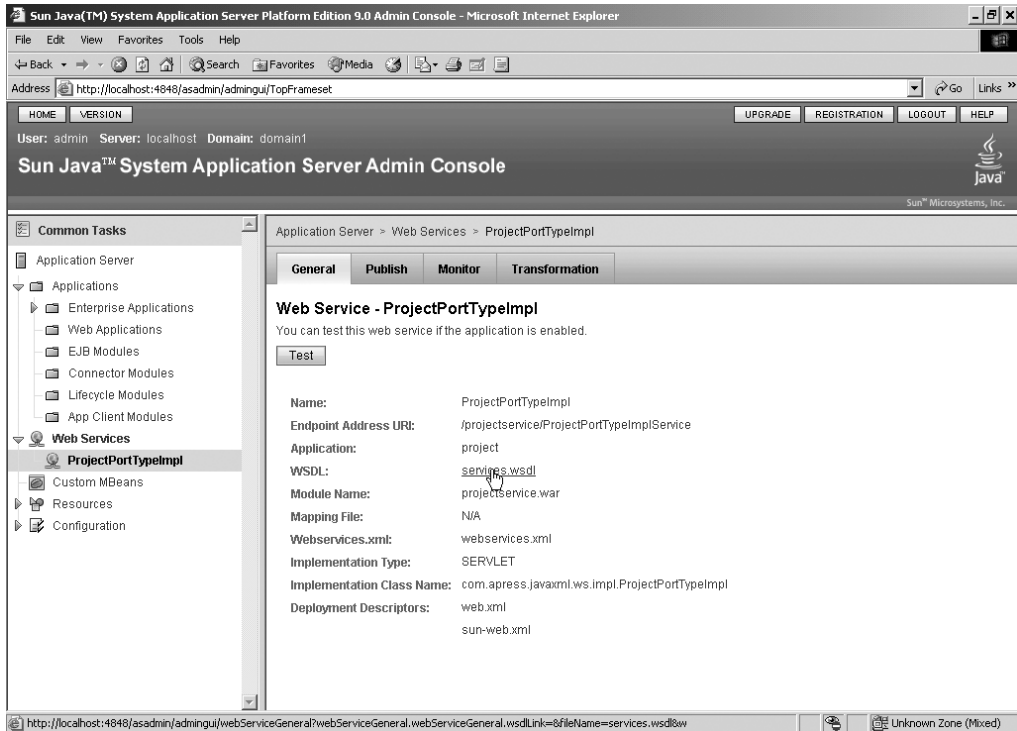 Sun Java(TM) System Application Server Platform Edition 9.0 Admin Console - Microsoft Internet Explorer
File Edit View Favorites Tools Help
Back Search Favorites Media
Address http://localhost:4848/asadmin/admingui/TopFrameset Go Links »
HOME VERSION UPGRADE REGISTRATION LOGOUT HELP
User: admin Server: localhost Domain: domain1
Sun Java™ System Application Server Admin Console
Java™
Sun™ Microsystems, Inc.
Common Tasks
Application Server
Applications
Enterprise Applications
Web Applications
EJB Modules
Connector Modules
Lifecycle Modules
App Client Modules
Web Services
ProjectPortTypeImpl
Custom MBeans
Resources
Configuration
Application Server > Web Services > ProjectPortTypeImpl
General Publish Monitor Transformation
Web Service - ProjectPortTypeImpl
You can test this web service if the application is enabled.
Test
Name: ProjectPortTypeImpl
Endpoint Address URI: /projectservice/ProjectPortTypeImplService
Application: project
WSDL: services.wsdl
Module Name: projectservice.war
Mapping File: N/A
Webservices.xml: webservices.xml
Implementation Type: SERVLET
Implementation Class Name: com.apress.javaxml.ws.impl.ProjectPortTypeImpl
Deployment Descriptors: web.xml
sun-web.xml
http://localhost:4848/asadmin/admingui/webServiceGeneral?webServiceGeneral.webServiceGeneral.wsdlLink=&fileName=services.wsdl&w Unknown Zone (Mixed)